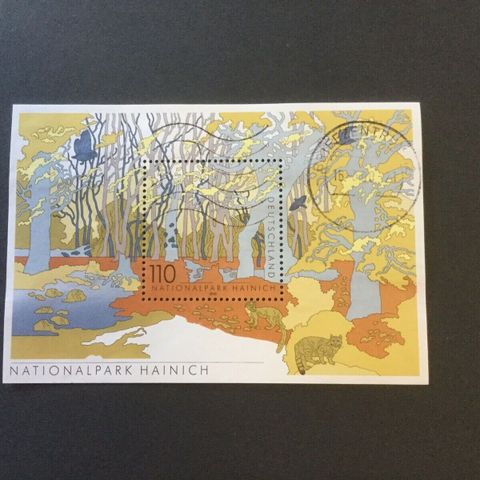 DEUTSCHLAND
110
NATIONALPARK HAINICH
NATIONALPARK HAINICH